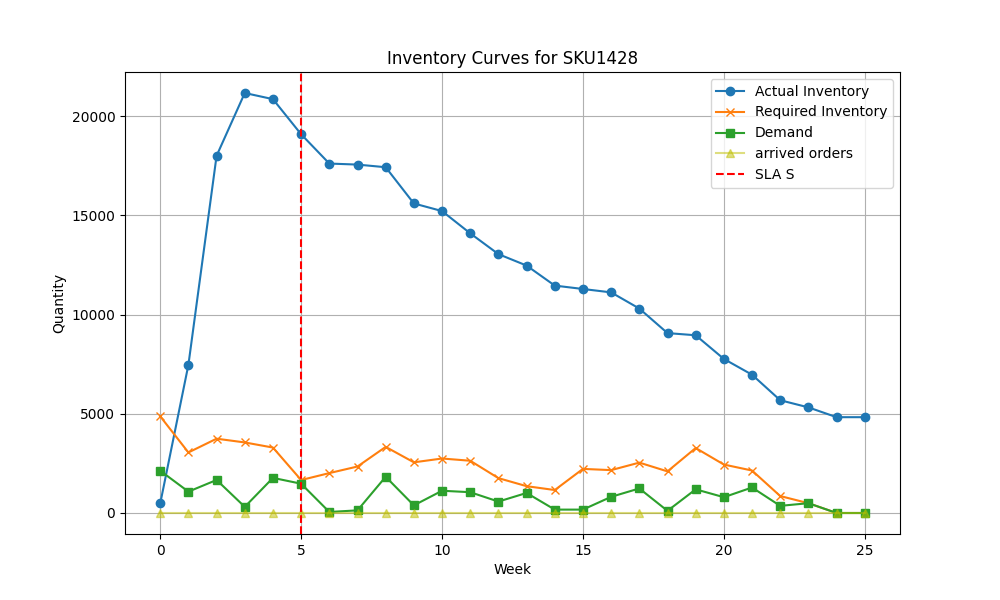 Inventory Curves for SKU1428
Actual Inventory
Required Inventory
Demand
arrived orders
SLA S
Quantity
20000
15000
10000
5000
0
0 5 10 15 20 25
Week